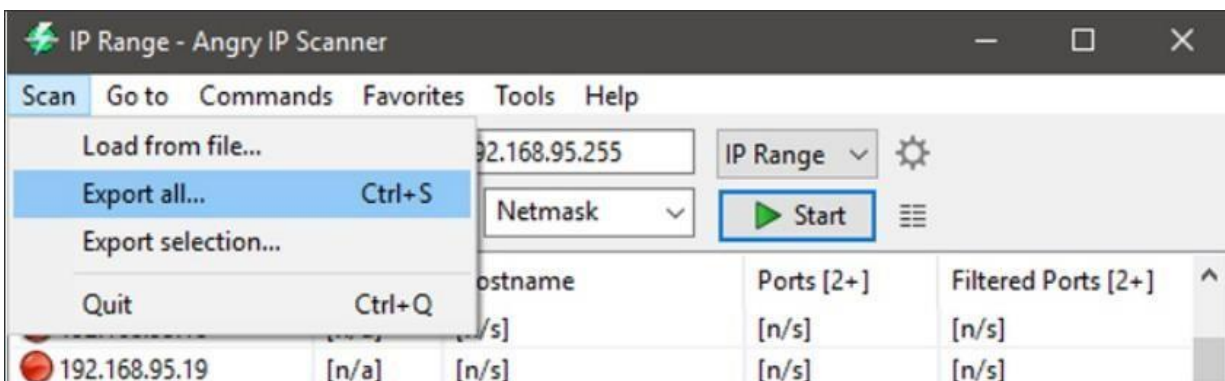 IP Range - Angry IP Scanner
Scan Go to Commands Favorites Tools Help
Load from file...
92.168.95.255 IP Range
Export all... Ctrl+S
Netmask Start
Export selection...
ostname Ports [2+] Filtered Ports [2+]
Quit Ctrl+Q
/s] [n/s] [n/s]
192.168.95.19 [n/a] [n/s] [n/s] [n/s]